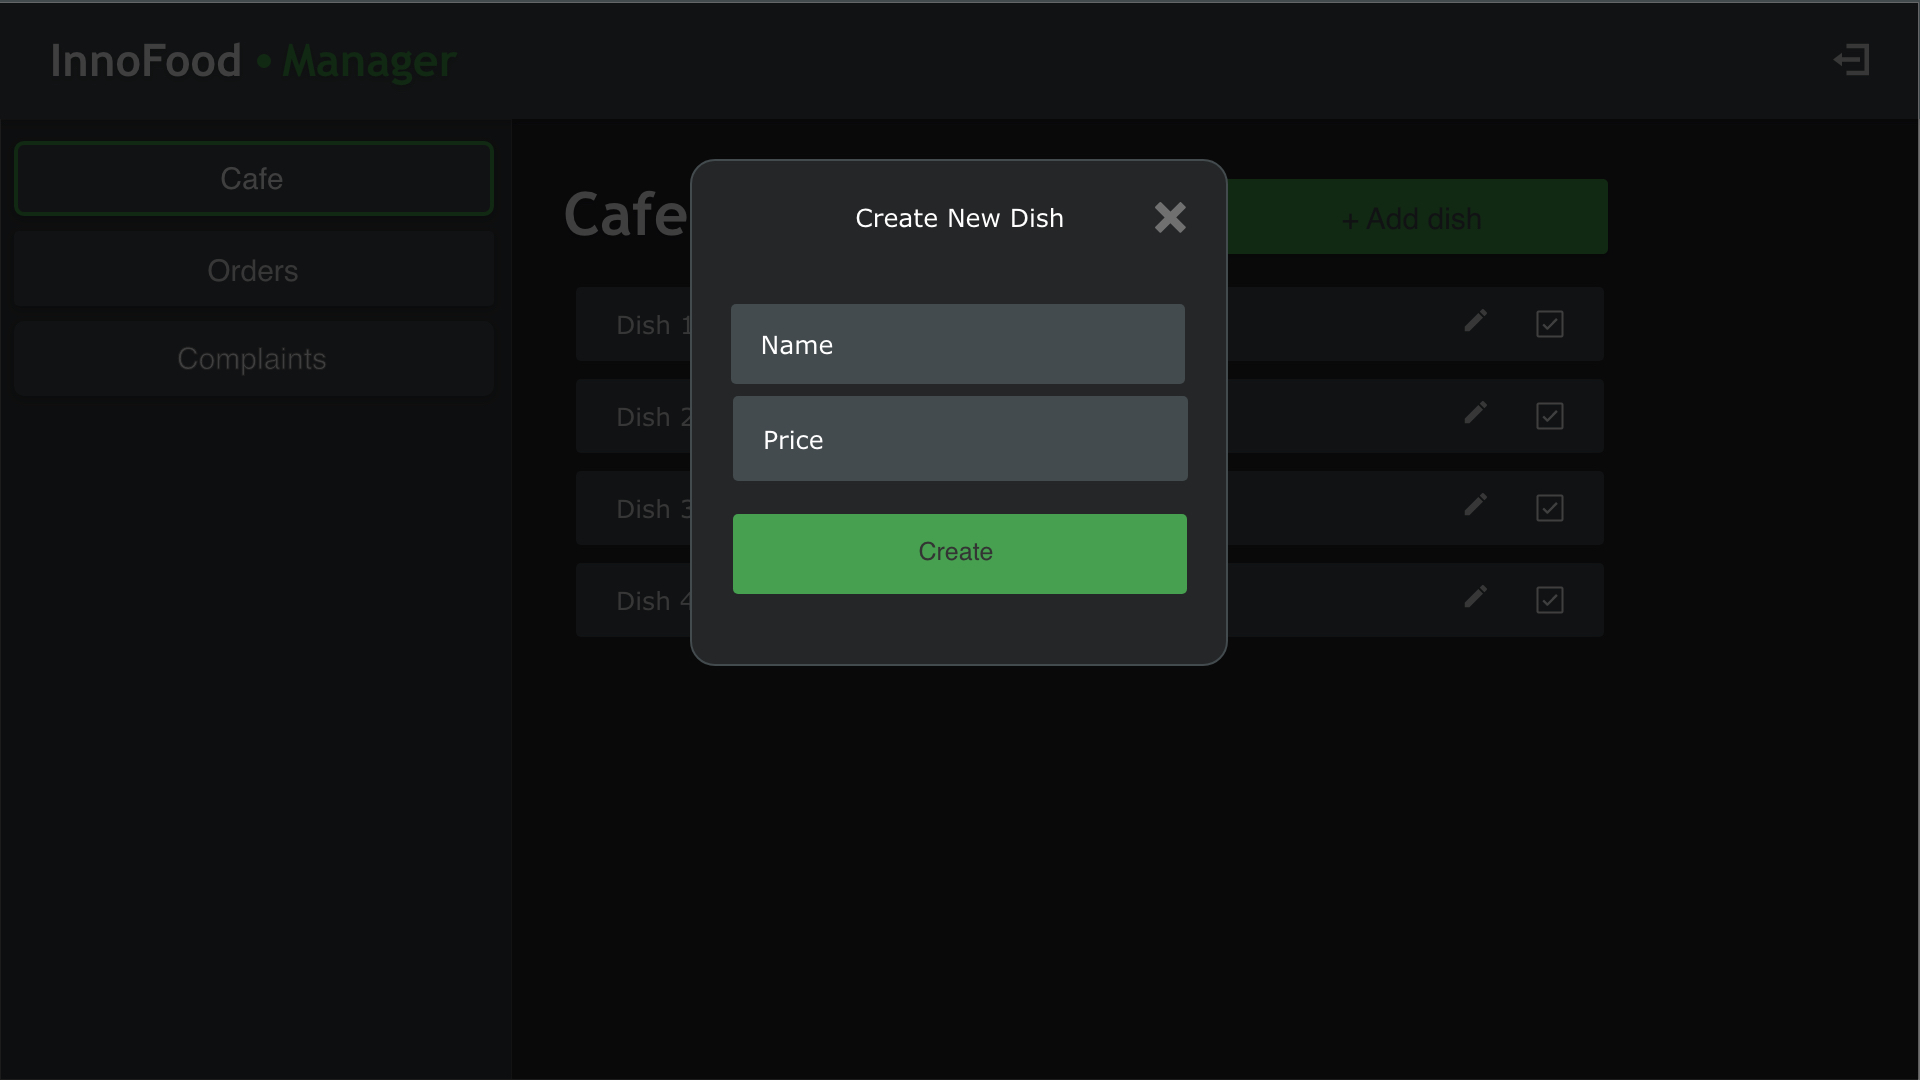 InnoFood • Manager
Cafe
Orders
Complaints
Cafe
+ Add dish
Dish 1
Dish 2
Dish 3
Dish 4
Create New Dish
Name
Price
Create